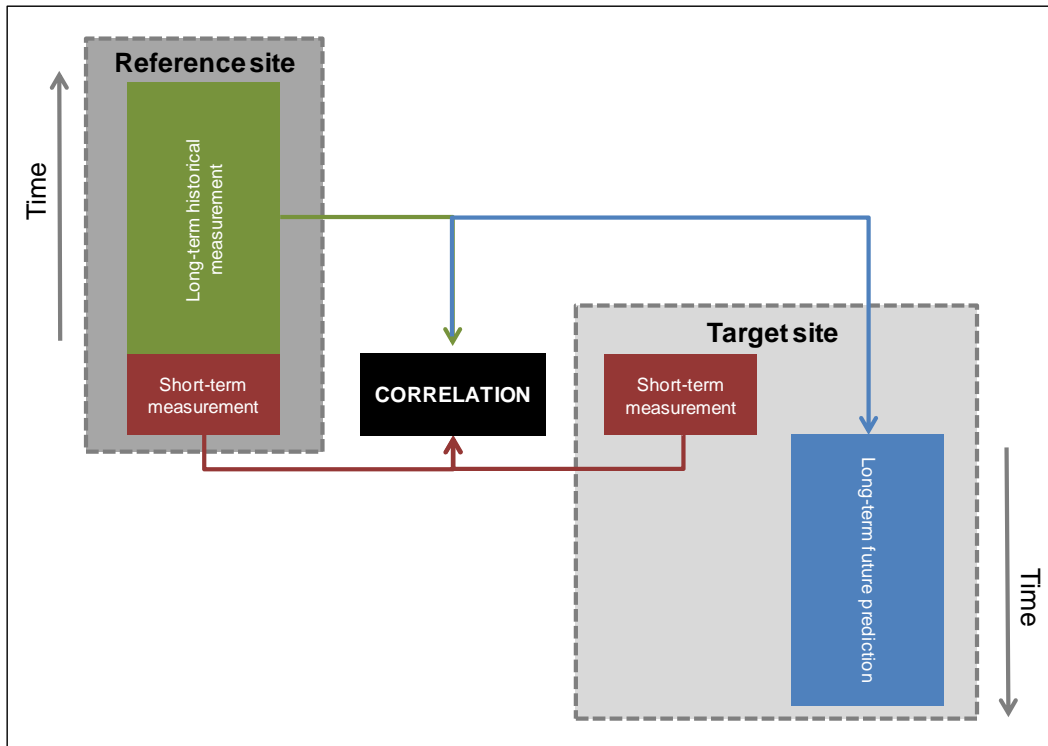 Reference site
Time
Long-term historical
measurement
Short-term
measurement
CORRELATION
Target site
Short-term
measurement
Long-term future prediction
Time